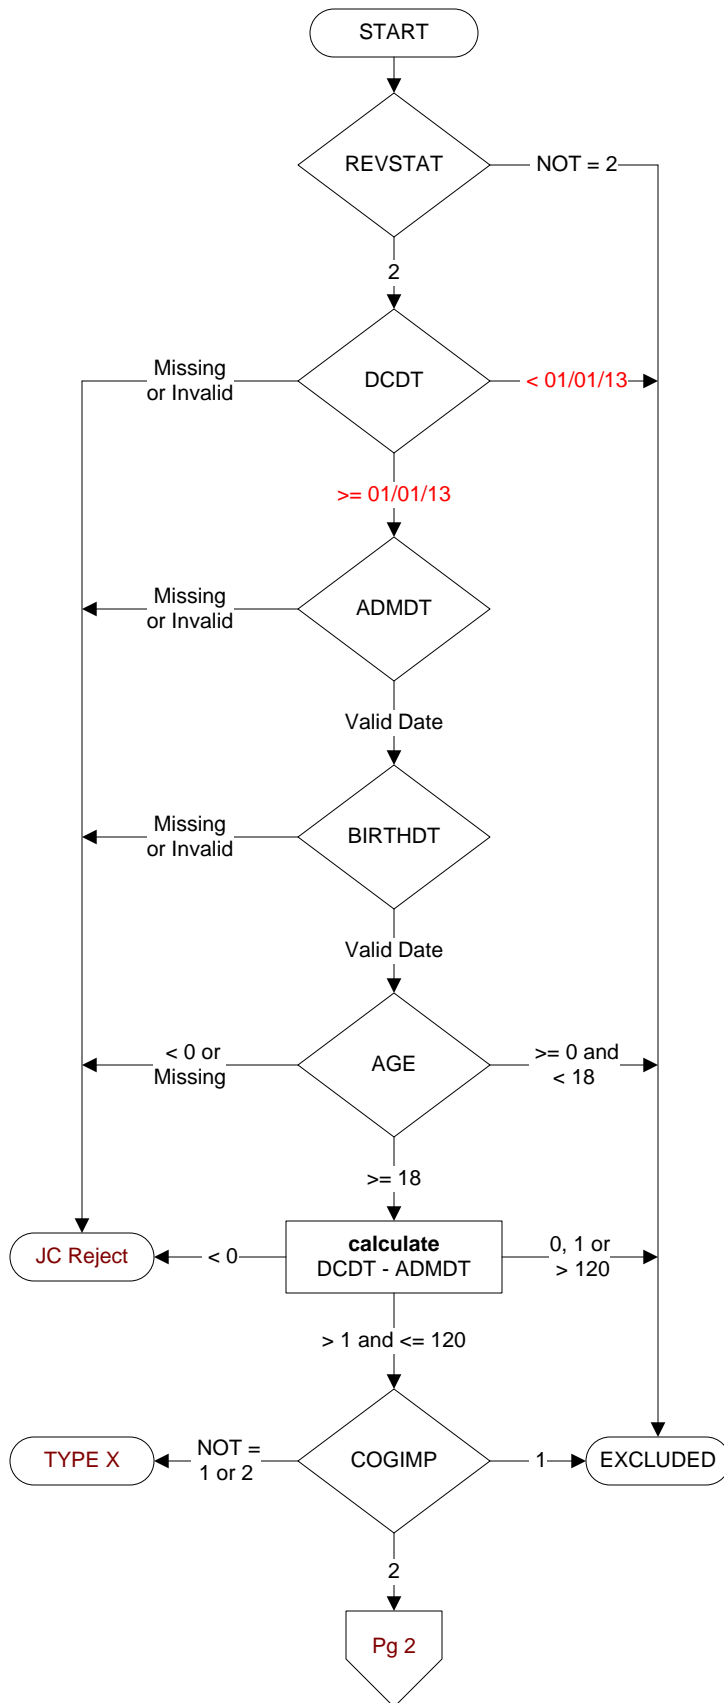 START
REVSTAT
NOT = 2
2
Missing
or Invalid
DCDT
< 01/01/13
>= 01/01/13
Missing
or Invalid
ADMDT
Valid Date
Missing
or Invalid
BIRTHDT
Valid Date
< 0 or
Missing
AGE
>= 0 and
< 18
>= 18
JC Reject
< 0
calculate
DCDT - ADMDT
0, 1 or
> 120
> 1 and <= 120
TYPE X
NOT =
1 or 2
COGIMP
1
EXCLUDED
2
Pg 2